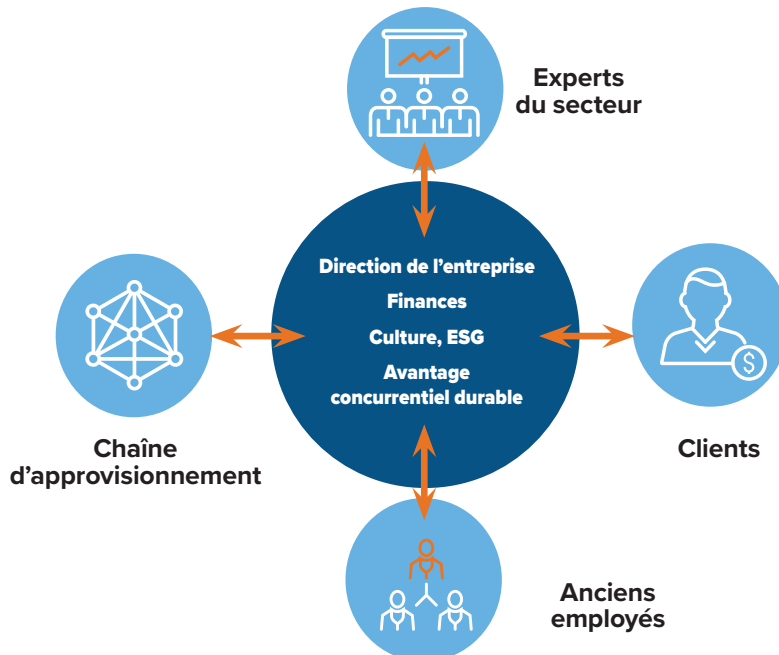 Experts
du secteur
Direction de l’entreprise
Finances
Culture, ESG
Avantage
concurrentiel durable
$
Chaîne
d’approvisionnement
Clients
Anciens
employés